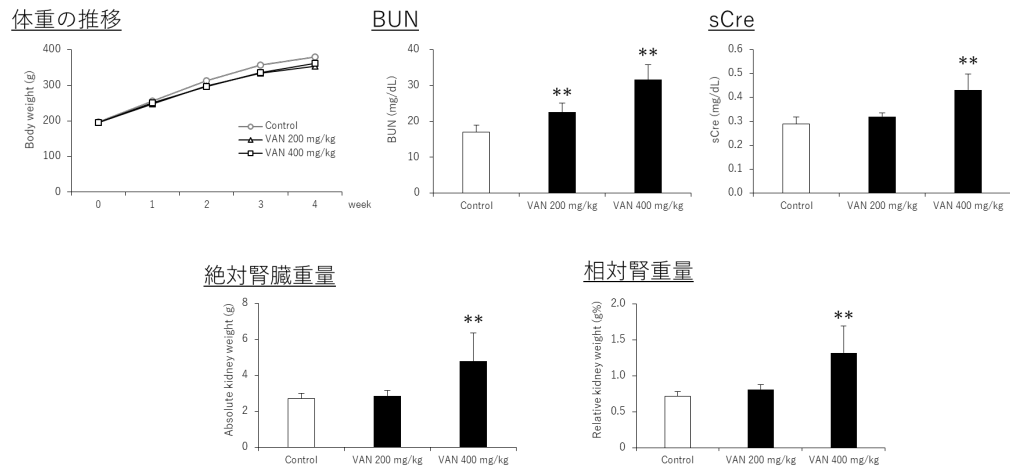 体重の推移
Body weight (g)
400
300
200
100
0
0 1 2 3 4 week
Control
VAN 200 mg/kg
VAN 400 mg/kg
BUN
BUN (mg/dL)
40
30
20
10
0
**
**
Control VAN 200 mg/kg VAN 400 mg/kg
sCre
sCre (mg/dL)
0.6
0.5
0.4
0.3
0.2
0.1
0.0
**
Control VAN 200 mg/kg VAN 400 mg/kg
絶対腎臓重量
Absolute kidney weight (g)
8
6
4
2
0
**
Control VAN 200 mg/kg VAN 400 mg/kg
相対腎重量
Relative kidney weight (g%)
2.0
1.5
1.0
0.5
0
**
Control VAN 200 mg/kg VAN 400 mg/kg